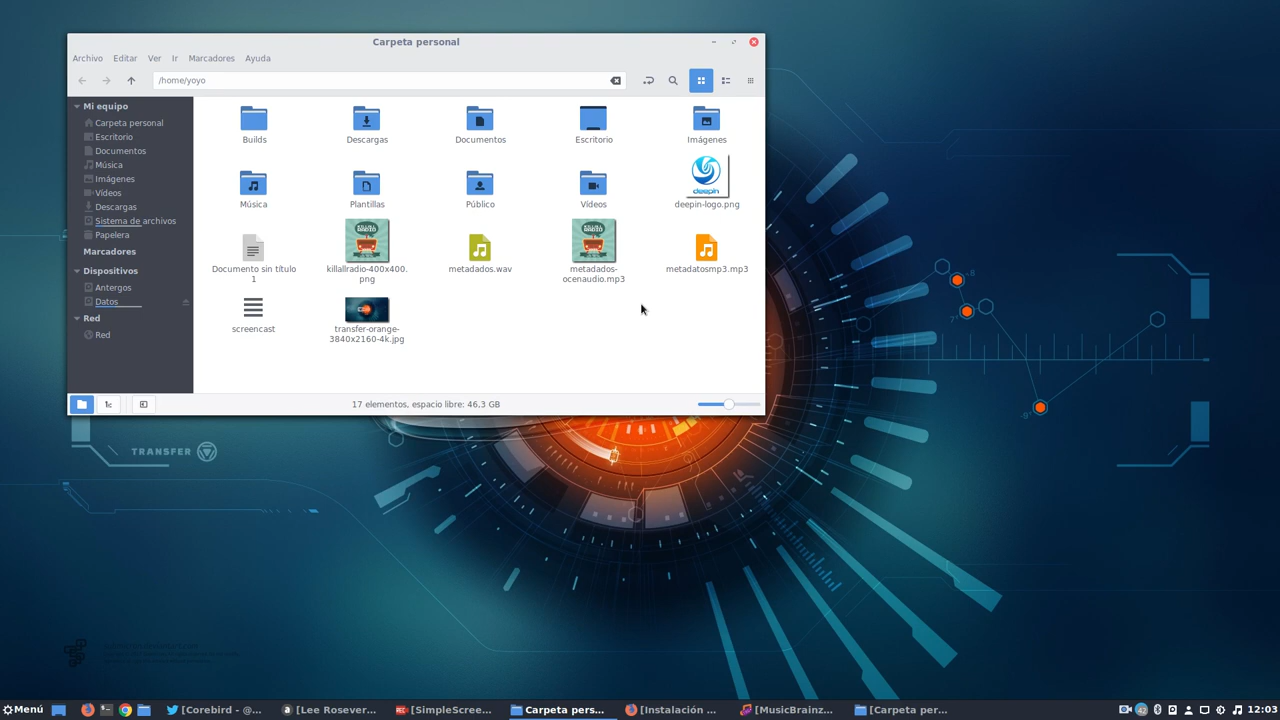 Carpeta personal
Archivo Editar Ver Ir Marcadores Ayuda
/home/yoyo
Mi equipo
Carpeta personal
Escritorio
Documentos
Música
Imágenes
Vídeos
Descargas
Sistema de archivos
Papelera
Marcadores
Dispositivos
Antergos
Datos
Red
Red
Builds
Descargas
Documentos
Escritorio
Imágenes
Música
Plantillas
Público
Vídeos
deepin
deepin-logo.png
Documento sin título
1
killallradio-400x400.
png
metadados.wav
metadados-
ocenaudio.mp3
metadatosmp3.mp3
screencast
transfer-orange-
3840x2160-4k.jpg
17 elementos, espacio libre: 46,3 GB
TRANSFER
Menú
[Corebird - @...
[Lee Rosever...
[SimpleScree...
Carpeta pers...
[Instalación ...
[MusicBrainz...
[Carpeta per...
42
12:03